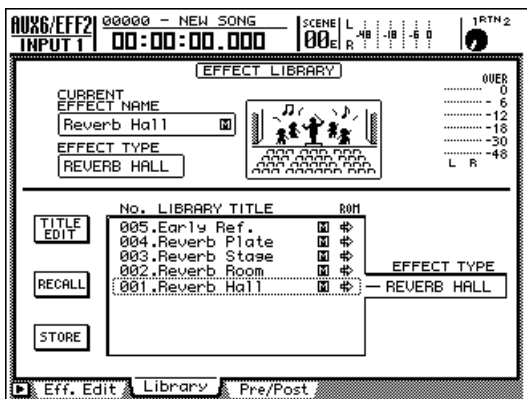 AUX6/EFF2 00000 - NEW SONG SCENE L 1RTN2
INPUT 1 00:00:00.000 00E R -48 -18 -6 0
EFFECT LIBRARY
CURRENT
EFFECT NAME
Reverb Hall M
EFFECT TYPE
REVERB HALL
OVER
0
- 6
-12
-18
-30
-48
L R
No. LIBRARY TITLE ROM
TITLE
EDIT
005.Early Ref. M
004.Reverb Plate M
003.Reverb Stage M
002.Reverb Room M
001.Reverb Hall M
RECALL
STORE
EFFECT TYPE
REVERB HALL
Eff. Edit Library Pre/Post